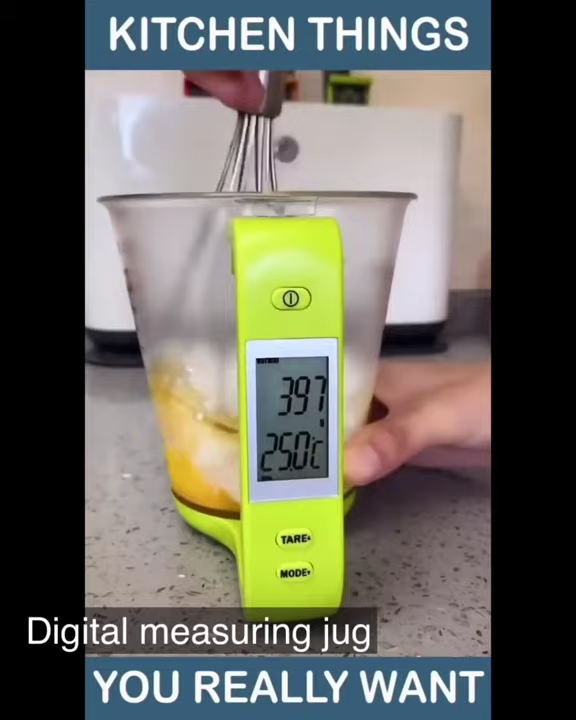 KITCHEN THINGS
397
25.0°C
TARE
MODE
Digital measuring jug
YOU REALLY WANT